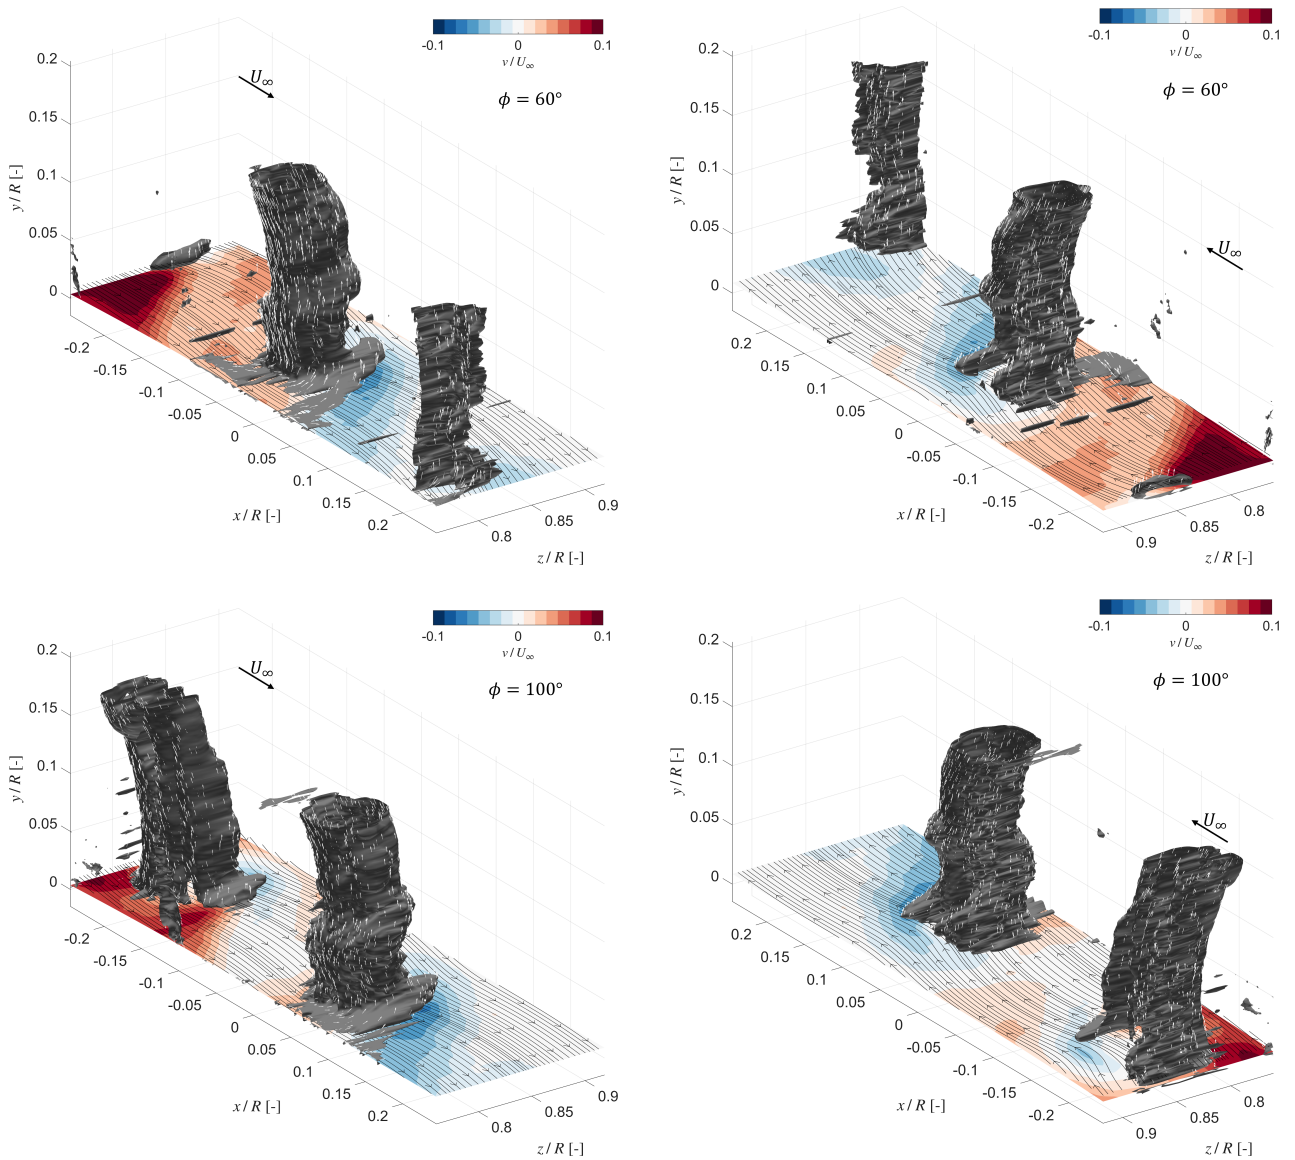 -0.1 0 0.1
v / U∞
U∞
ϕ = 60°
0.2
0.15
0.1
0.05
0
y / R [-]
-0.2
-0.15
-0.1
-0.05
0
0.05
0.1
0.15
0.2
x / R [-]
0.8
0.85
0.9
z / R [-]
-0.1 0 0.1
v / U∞
ϕ = 60°
U∞
0.2
0.15
0.1
0.05
0
y / R [-]
0.2
0.15
0.1
0.05
0
-0.05
-0.1
-0.15
-0.2
x / R [-]
0.9
0.85
0.8
z / R [-]
-0.1 0 0.1
v / U∞
U∞
ϕ = 100°
0.2
0.15
0.1
0.05
0
y / R [-]
-0.2
-0.15
-0.1
-0.05
0
0.05
0.1
0.15
0.2
x / R [-]
0.8
0.85
0.9
z / R [-]
-0.1 0 0.1
v / U∞
ϕ = 100°
U∞
0.2
0.15
0.1
0.05
0
y / R [-]
0.2
0.15
0.1
0.05
0
-0.05
-0.1
-0.15
-0.2
x / R [-]
0.9
0.85
0.8
z / R [-]